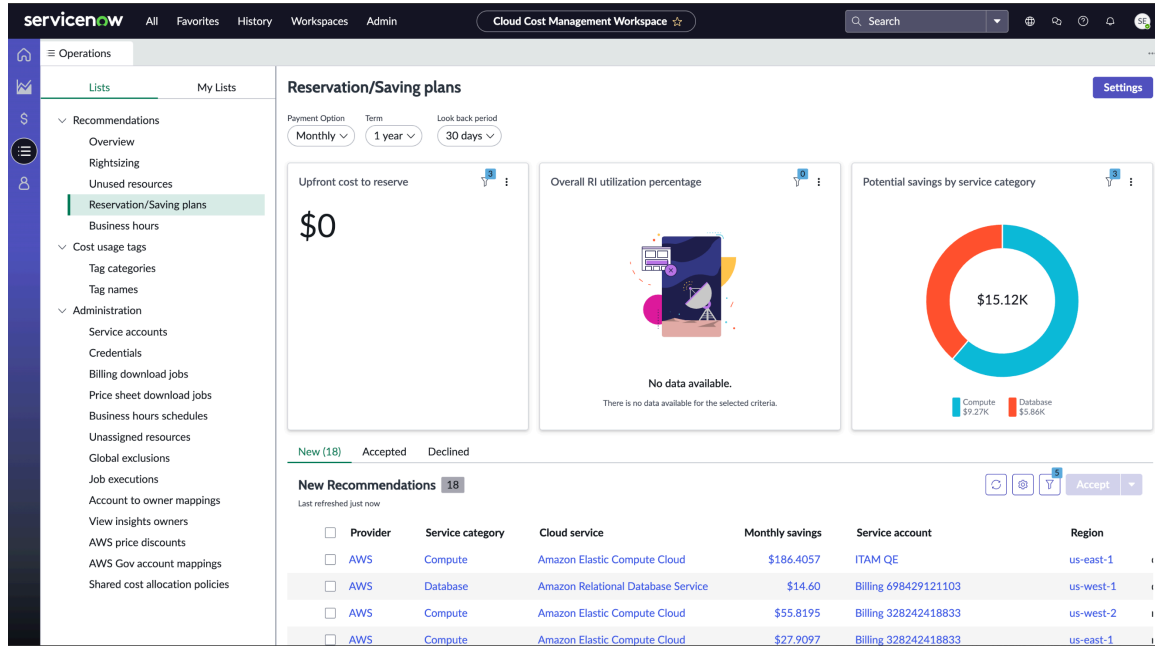 servicenow All Favorites History Workspaces Admin Cloud Cost Management Workspace Search SE
Operations
Lists My Lists
Recommendations
Overview
Rightsizing
Unused resources
Reservation/Saving plans
Business hours
Cost usage tags
Tag categories
Tag names
Administration
Service accounts
Credentials
Billing download jobs
Price sheet download jobs
Business hours schedules
Unassigned resources
Global exclusions
Job executions
Account to owner mappings
View insights owners
AWS price discounts
AWS Gov account mappings
Shared cost allocation policies
Reservation/Saving plans Settings
Payment Option Term Look back period
Monthly 1 year 30 days
Upfront cost to reserve 3
$0
Overall RI utilization percentage 0
No data available.
There is no data available for the selected criteria.
Potential savings by service category 3
$15.12K
Compute Database
$9.27K $5.86K
New (18) Accepted Declined
New Recommendations 18 5 Accept
Last refreshed just now
Provider Service category Cloud service Monthly savings Service account Region
AWS Compute Amazon Elastic Compute Cloud $186.4057 ITAM QE us-east-1
AWS Database Amazon Relational Database Service $14.60 Billing 698429121103 us-west-1
AWS Compute Amazon Elastic Compute Cloud $55.8195 Billing 328242418833 us-west-2
AWS Compute Amazon Elastic Compute Cloud $27.9097 Billing 328242418833 us-east-1